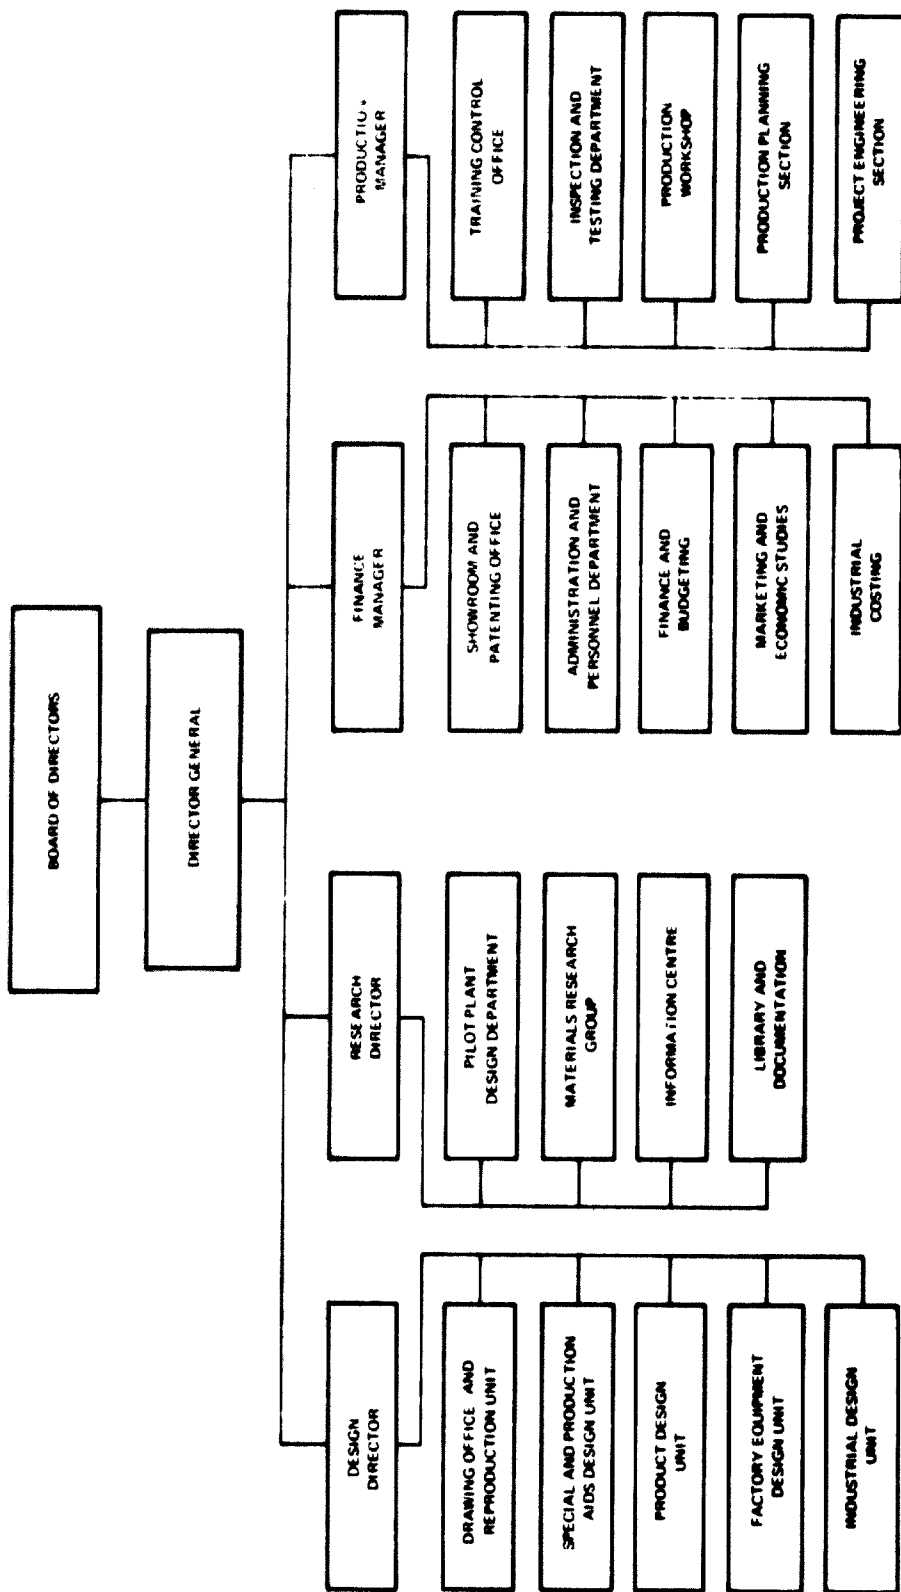 BOARD OF DIRECTORS
DIRECTOR GENERAL
DESIGN
DIRECTOR
DRAWING OFFICE AND
REPRODUCTION UNIT
SPECIAL AND PRODUCTION
AIDS DESIGN UNIT
PRODUCT DESIGN
UNIT
FACTORY EQUIPMENT
DESIGN UNIT
INDUSTRIAL DESIGN
UNIT
RESEARCH
DIRECTOR
PILOT PLANT
DESIGN DEPARTMENT
MATERIALS RESEARCH
GROUP
INFORMATION CENTRE
LIBRARY AND
DOCUMENTATION
FINANCE
MANAGER
SHOWROOM AND
PATENTING OFFICE
ADMINISTRATION AND
PERSONNEL DEPARTMENT
FINANCE AND
BUDGETING
MARKETING AND
ECONOMIC STUDIES
INDUSTRIAL
COSTING
PRODUCTION
MANAGER
TRAINING CONTROL
OFFICE
INSPECTION AND
TESTING DEPARTMENT
PRODUCTION
WORKSHOP
PRODUCTION PLANNING
SECTION
PROJECT ENGINEERING
SECTION